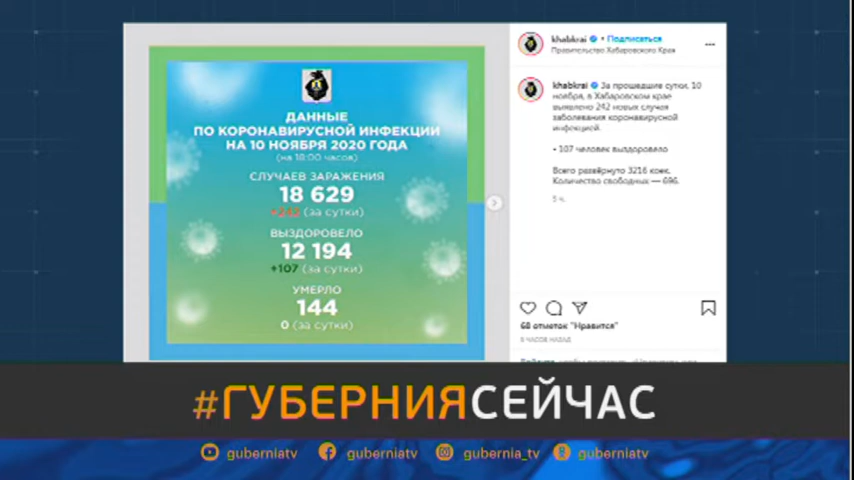 ДАННЫЕ
ПО КОРОНАВИРУСНОЙ ИНФЕКЦИИ
НА 10 НОЯБРЯ 2020 ГОДА
(на 18:00 часов)
СЛУЧАЕВ ЗАРАЖЕНИЯ
18 629
+242 (за сутки)
ВЫЗДОРОВЕЛО
12 194
+107 (за сутки)
УМЕРЛО
144
0 (за сутки)
khabkrai • Подписаться
Правительство Хабаровского Края
khabkrai За прошедшие сутки, 10
ноября, в Хабаровском крае
выявлено 242 новых случая
заболевания коронавирусной
инфекцией.
• 107 человек выздоровело
Всего развёрнуто 3216 коек.
Количество свободных — 696.
5 ч.
68 отметок "Нравится"
5 ЧАСОВ НАЗАД
#ГУБЕРНИЯСЕЙЧАС
guberniatv guberniatv gubernia_tv guberniatv